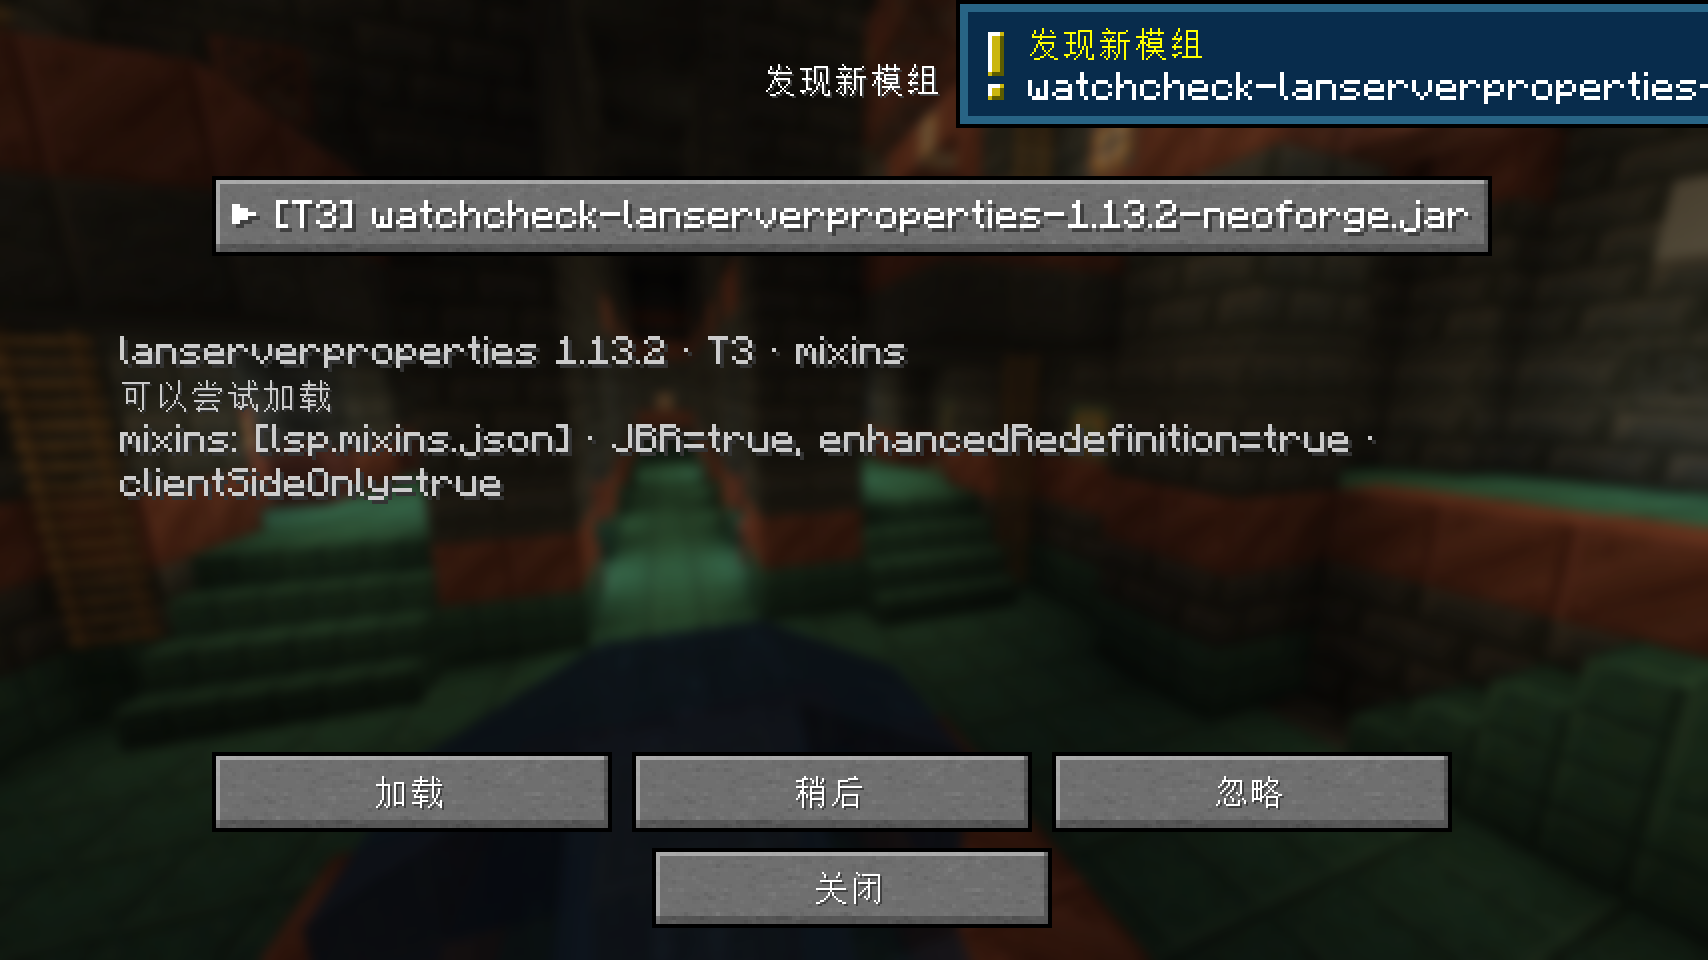 发现新模组
发现新模组
watchcheck-lanserverproperties-
► [T3] watchcheck-lanserverproperties-1.13.2-neoforge.jar
lanserverproperties 1.13.2 · T3 · mixins
可以尝试加载
mixins: [lsp.mixins.json] · JBR=true, enhancedRedefinition=true ·
clientSideOnly=true
加载
稍后
忽略
关闭